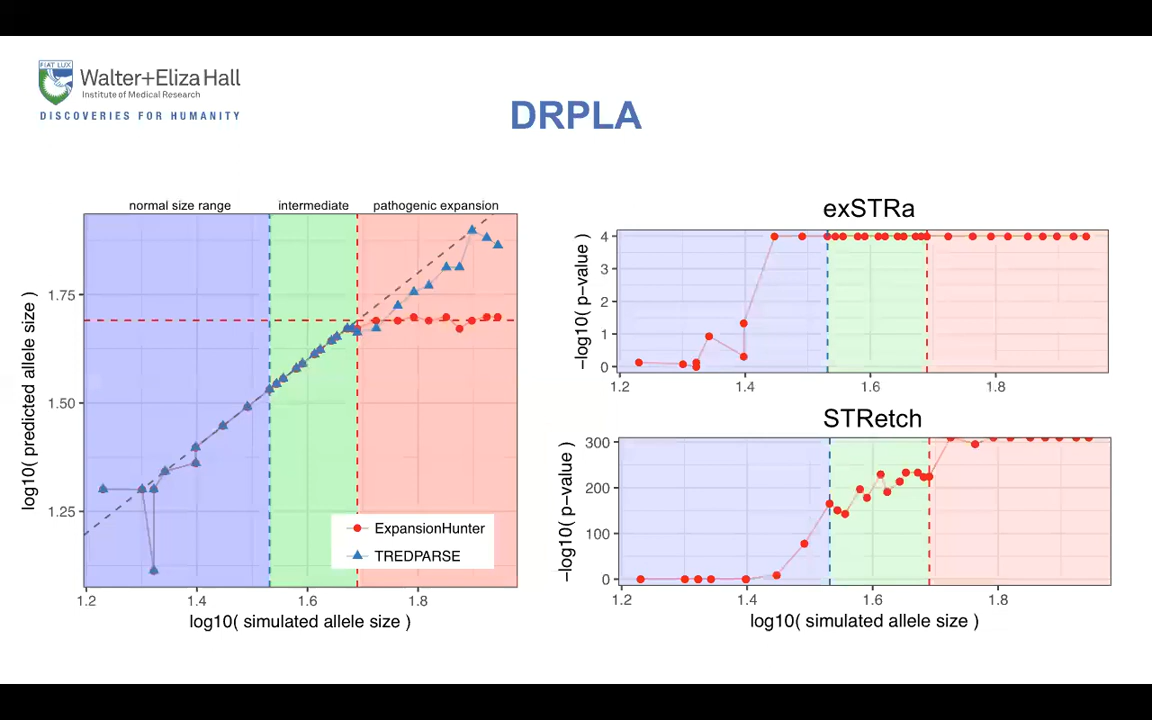 FIAT LUX
Walter+Eliza Hall
Institute of Medical Research
DISCOVERIES FOR HUMANITY
DRPLA
normal size range intermediate pathogenic expansion
log10( predicted allele size )
1.75
1.50
1.25
ExpansionHunter
TREDPARSE
1.2 1.4 1.6 1.8
log10( simulated allele size )
exSTRa
−log10( p−value )
4
3
2
1
0
1.2 1.4 1.6 1.8
STRetch
−log10( p−value )
300
200
100
0
1.2 1.4 1.6 1.8
log10( simulated allele size )